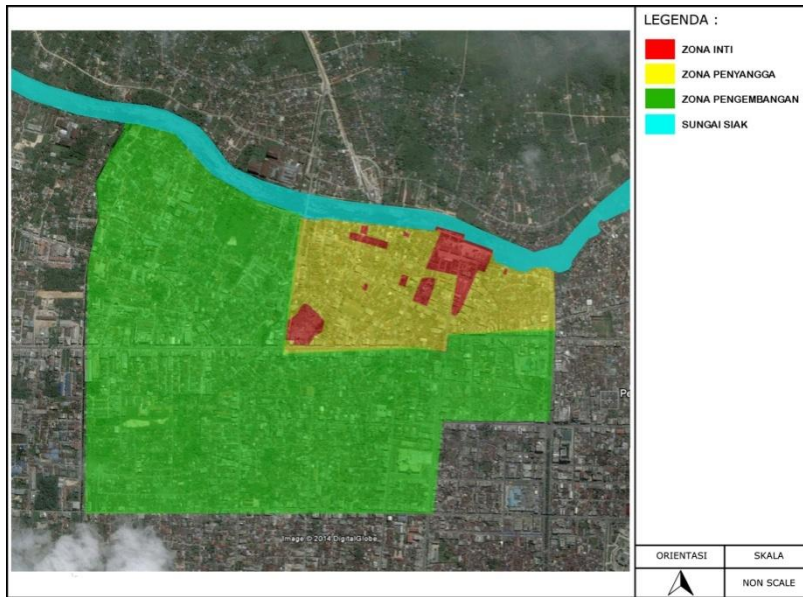 LEGENDA :
ZONA INTI
ZONA PENYANGGA
ZONA PENGEMBANGAN
SUNGAI SIAK
Image © 2014 DigitalGlobe
ORIENTASI
SKALA
NON SCALE